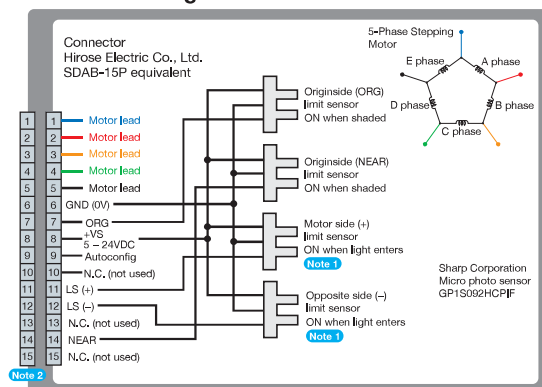 Connector
Hirose Electric Co., Ltd.
SDAB-15P equivalent
5-Phase Stepping
Motor
E phase
A phase
D phase
B phase
C phase
1 1 Motor lead
2 2 Motor lead
3 3 Motor lead
4 4 Motor lead
5 5 Motor lead
6 6 GND (0V)
7 7 ORG
8 8 +VS
5 – 24VDC
9 9 Autoconfig
10 10 N.C. (not used)
11 11 LS (+)
12 12 LS (–)
13 13 N.C. (not used)
14 14 NEAR
15 15 N.C. (not used)
Note 2
Originside (ORG)
limit sensor
ON when shaded
Originside (NEAR)
limit sensor
ON when shaded
Motor side (+)
limit sensor
ON when light enters
Note 1
Opposite side (–)
limit sensor
ON when light enters
Note 1
Sharp Corporation
Micro photo sensor
GP1S092HCPIF